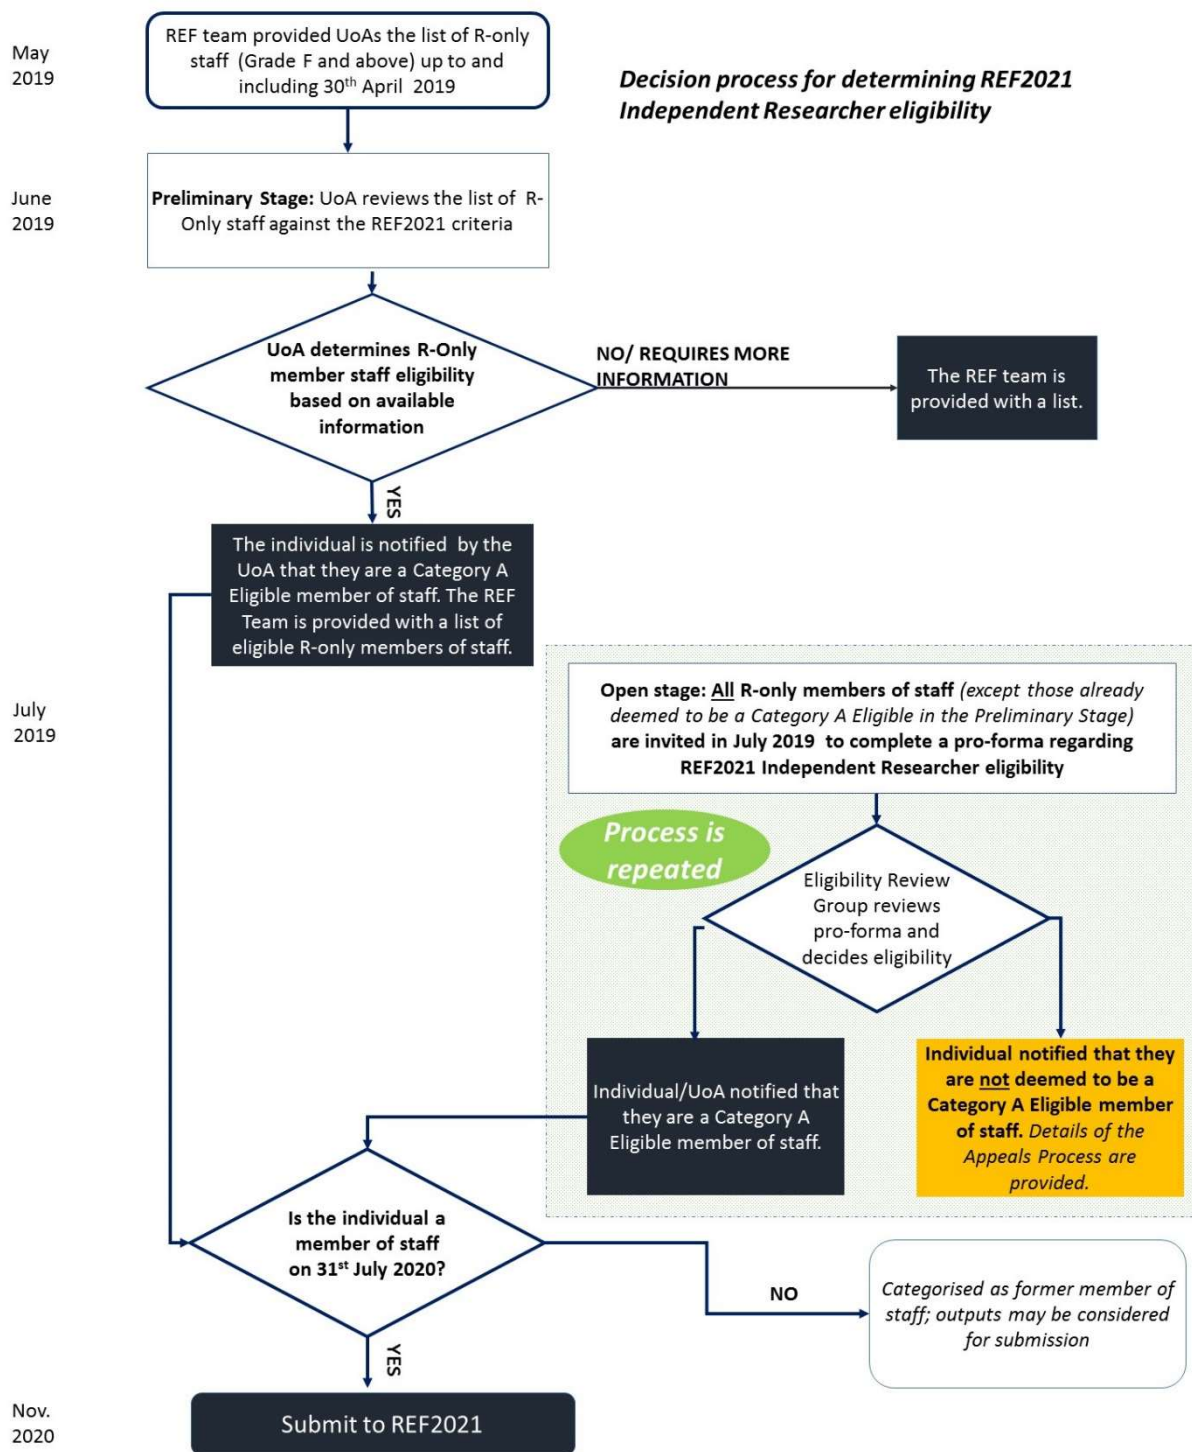 May
2019
REF team provided UoAs the list of R-only
staff (Grade F and above) up to and
including 30th April 2019
Decision process for determining REF2021
Independent Researcher eligibility
June
2019
Preliminary Stage: UoA reviews the list of R-
Only staff against the REF2021 criteria
UoA determines R-Only
member staff eligibility
based on available
information
NO/ REQUIRES MORE
INFORMATION
The REF team is
provided with a list.
YES
The individual is notified by the
UoA that they are a Category A
Eligible member of staff. The REF
Team is provided with a list of
eligible R-only members of staff.
July
2019
Open stage: All R-only members of staff (except those already
deemed to be a Category A Eligible in the Preliminary Stage)
are invited in July 2019 to complete a pro-forma regarding
REF2021 Independent Researcher eligibility
Process is
repeated
Eligibility Review
Group reviews
pro-forma and
decides eligibility
Individual/UoA notified that
they are a Category A
Eligible member of staff.
Individual notified that they
are not deemed to be a
Category A Eligible member
of staff. Details of the
Appeals Process are
provided.
Is the individual a
member of staff
on 31st July 2020?
NO
Categorised as former member of
staff; outputs may be considered
for submission
YES
Nov.
2020
Submit to REF2021